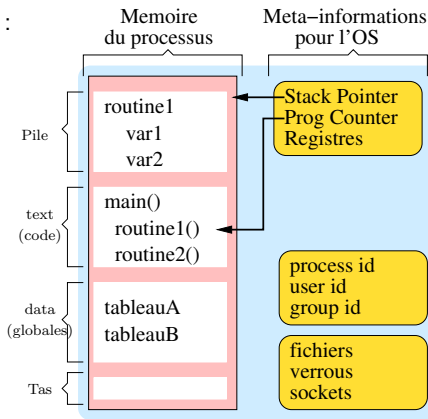 :
Memoire
du processus
Meta-informations
pour l'OS
Pile
routine1
var1
var2
Stack Pointer
Prog Counter
Registres
text
(code)
main()
routine1()
routine2()
data
(globales)
tableauA
tableauB
process id
user id
group id
Tas
fichiers
verrous
sockets